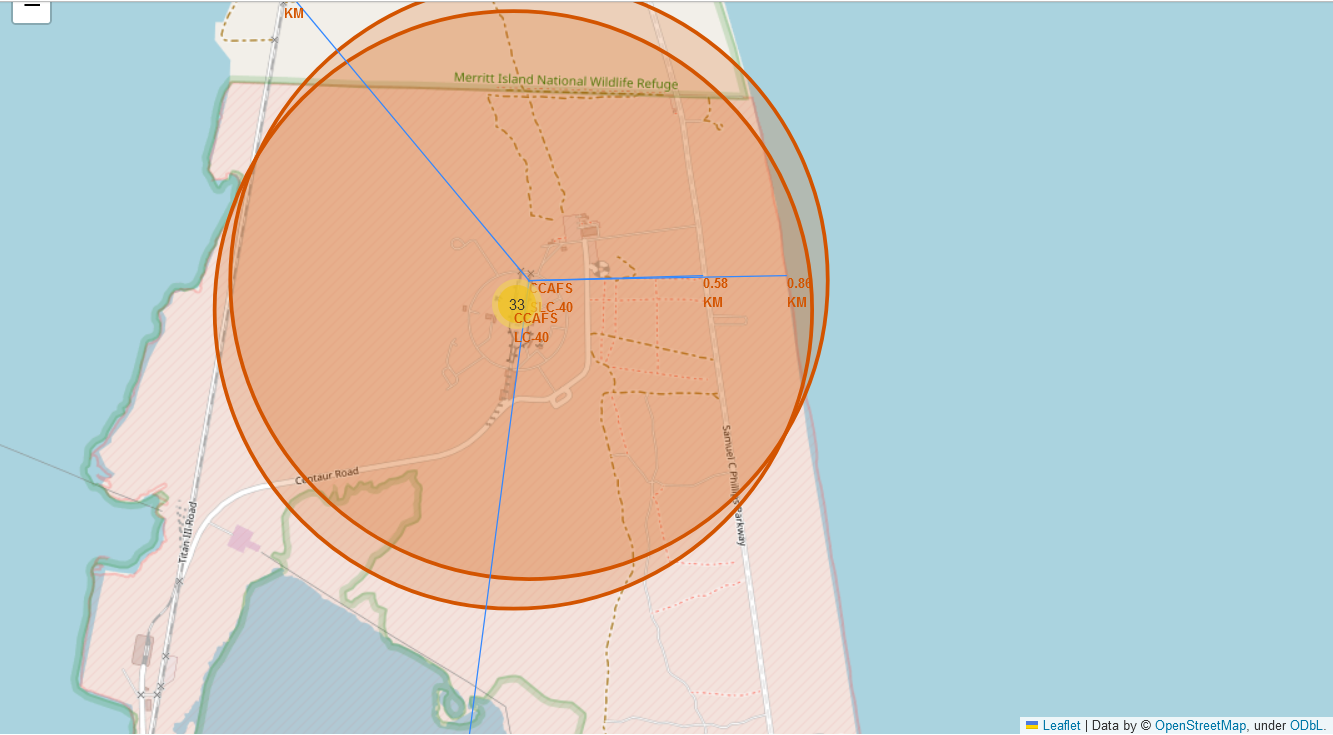 KM
Merritt Island National Wildlife Refuge
0.58
KM
0.86
KM
CCAFS
SLC-40
33
CCAFS
LC-40
Samuel C Phillips Parkway
Centaur Road
Titan III Road
Leaflet | Data by © OpenStreetMap, under ODbL.